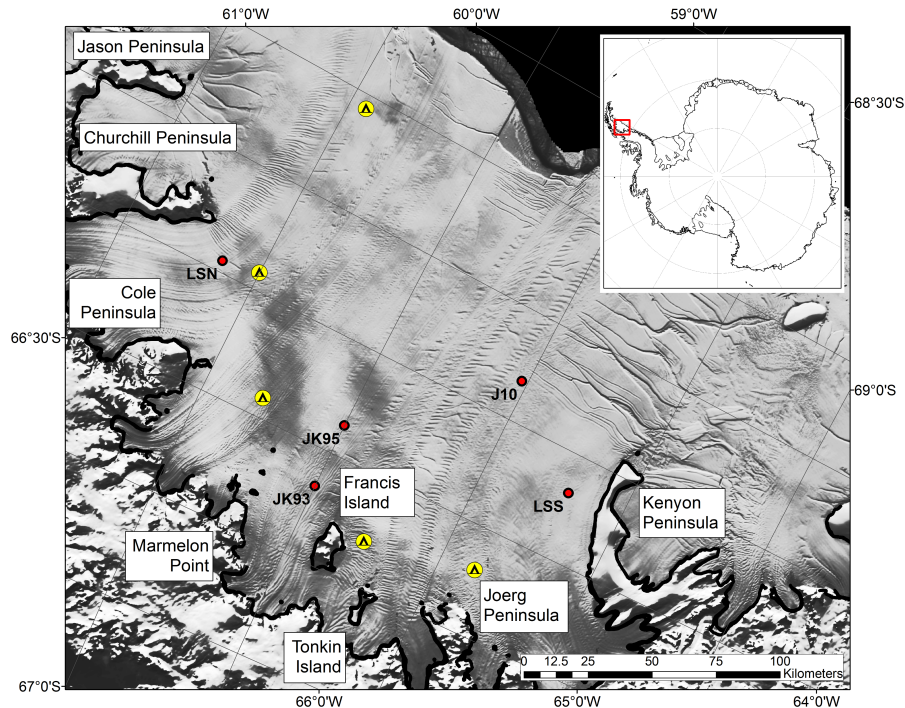 61°0'W
60°0'W
59°0'W
Jason Peninsula
68°30'S
Churchill Peninsula
LSN
Cole
Peninsula
66°30'S
J10
69°0'S
JK95
JK93
Francis
Island
LSS
Kenyon
Peninsula
Marmelon
Point
Joerg
Peninsula
Tonkin
Island
0 12.5 25 50 75 100
Kilometers
67°0'S
66°0'W
65°0'W
64°0'W